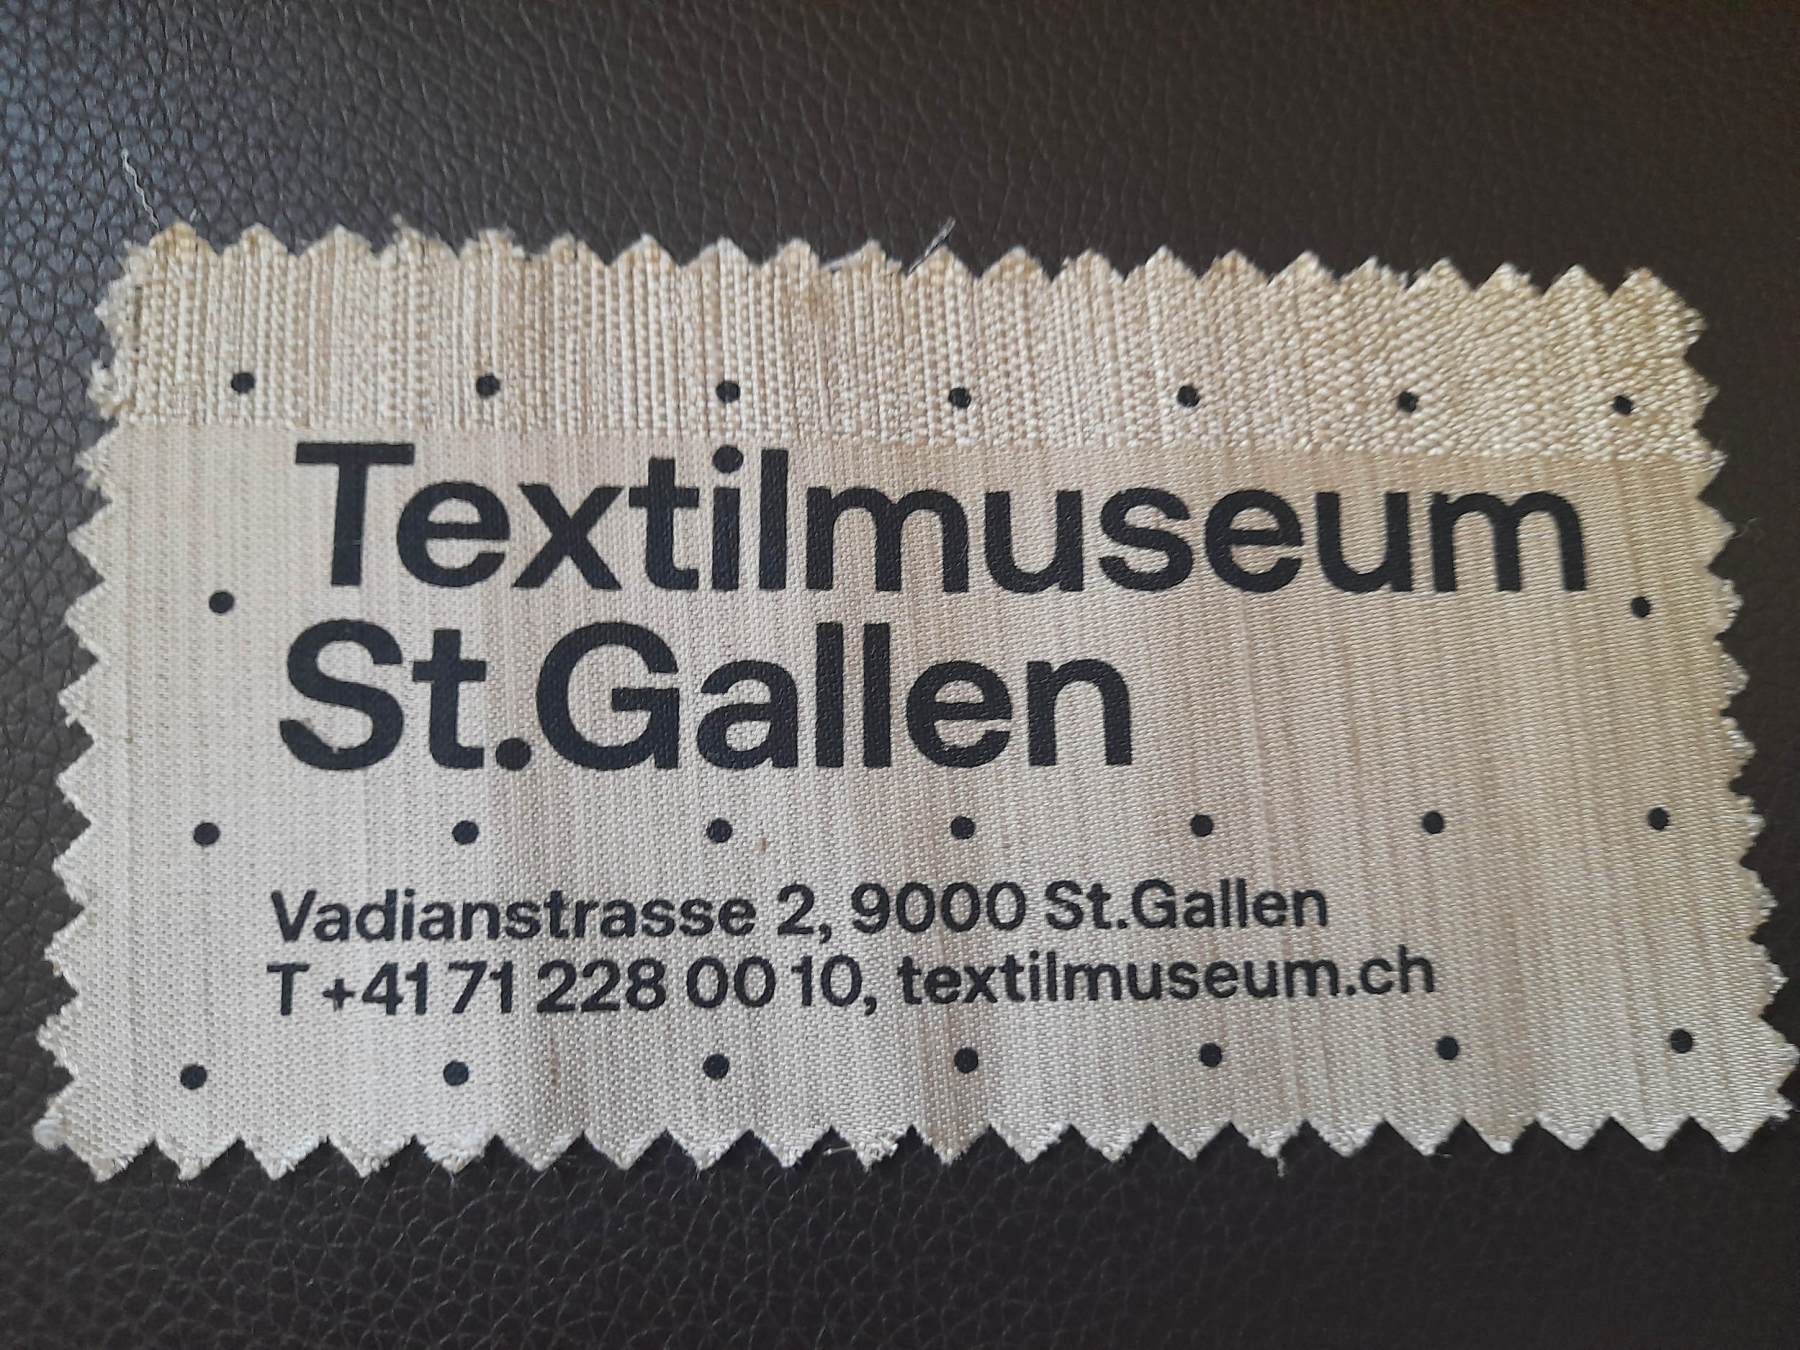 Textilmuseum
St.Gallen
Vadianstrasse 2, 9000 St.Gallen
T +41 71 228 00 10, textilmuseum.ch